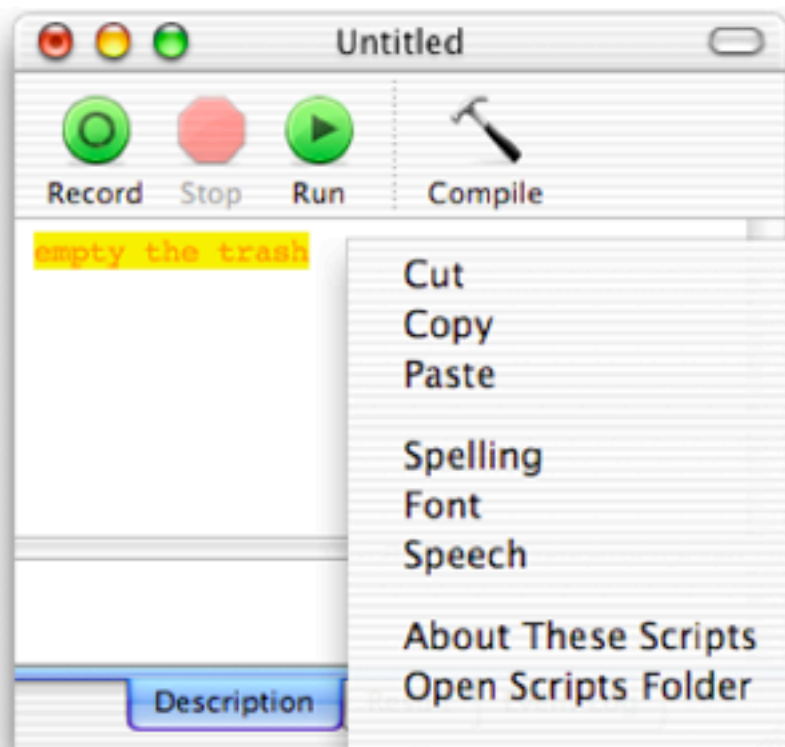 Untitled
Record Stop Run Compile
empty the trash
Cut
Copy
Paste
Spelling
Font
Speech
About These Scripts
Open Scripts Folder
Description